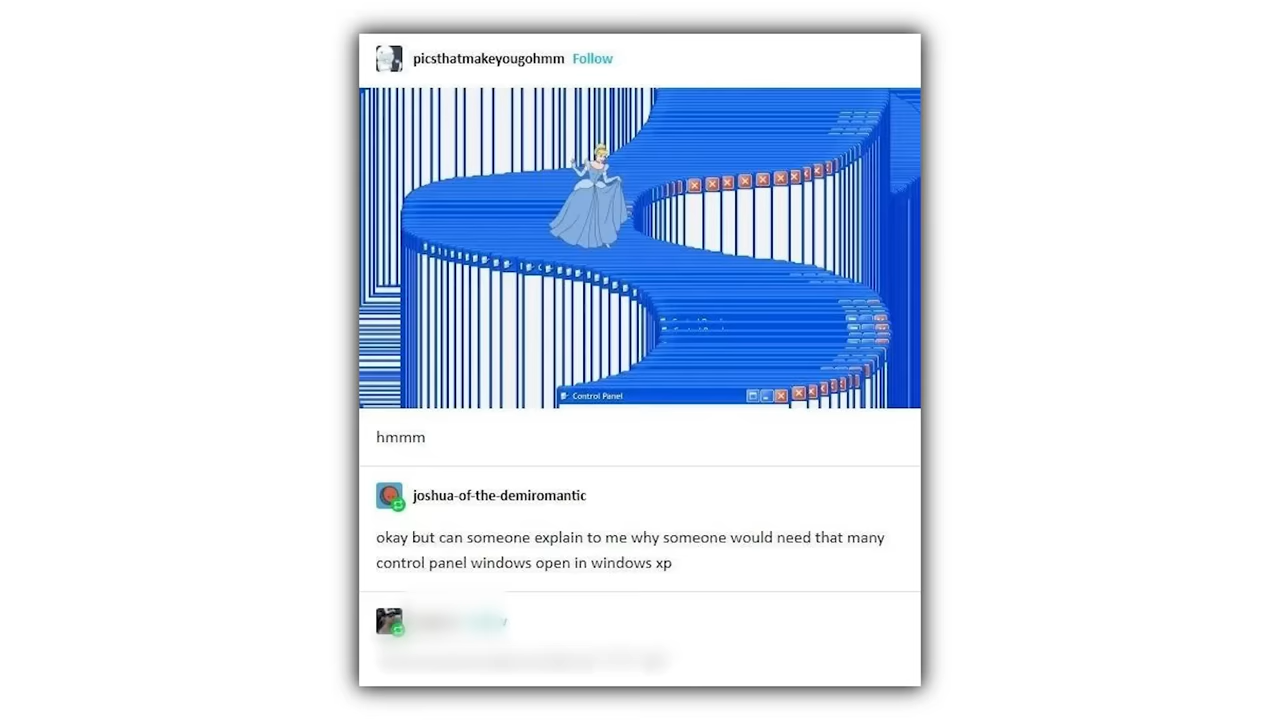 picsthatmakeyougohmm Follow
Control Panel
hmmm
joshua-of-the-demiromantic
okay but can someone explain to me why someone would need that many
control panel windows open in windows xp